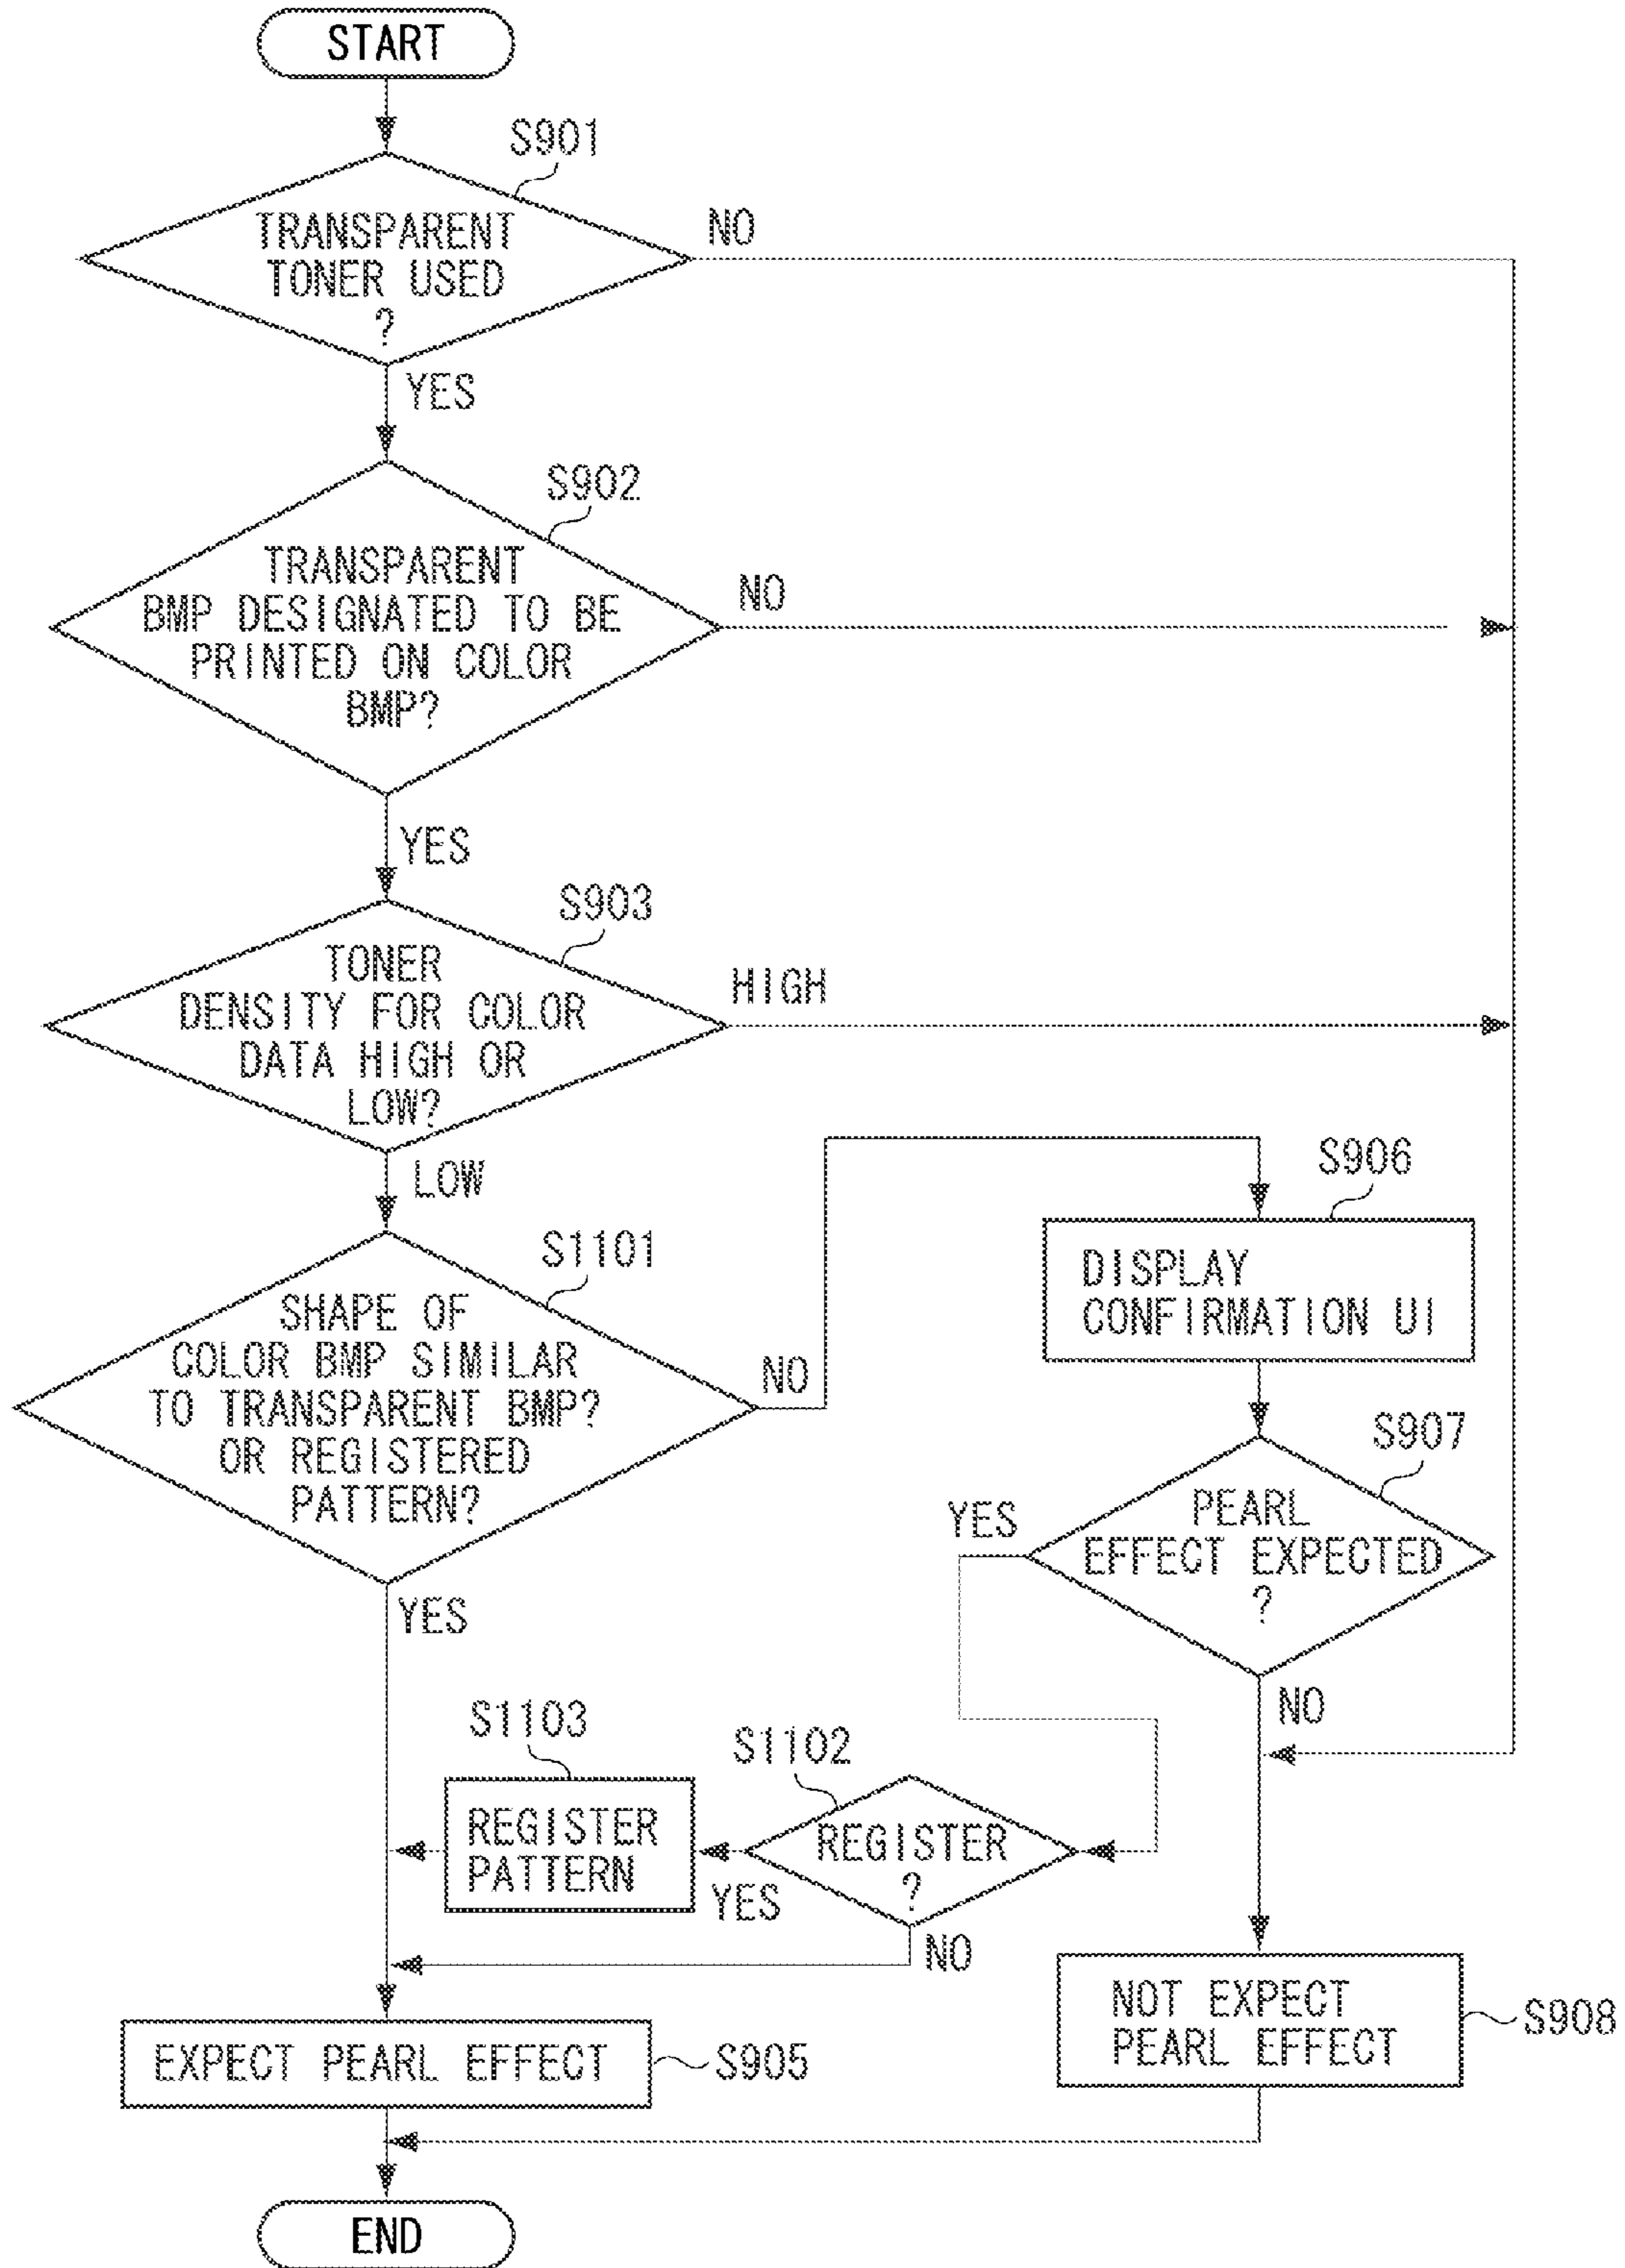 START
S901
TRANSPARENT
TONER USED
?
NO
YES
S902
TRANSPARENT
BMP DESIGNATED TO BE
PRINTED ON COLOR
BMP?
NO
YES
S903
TONER
DENSITY FOR COLOR
DATA HIGH OR
LOW?
HIGH
LOW
S1101
SHAPE OF
COLOR BMP SIMILAR
TO TRANSPARENT BMP?
OR REGISTERED
PATTERN?
NO
YES
S906
DISPLAY
CONFIRMATION UI
S907
PEARL
EFFECT EXPECTED
?
YES
NO
S1102
REGISTER
?
YES
NO
S1103
REGISTER
PATTERN
EXPECT PEARL EFFECT
S905
NOT EXPECT
PEARL EFFECT
S908
END